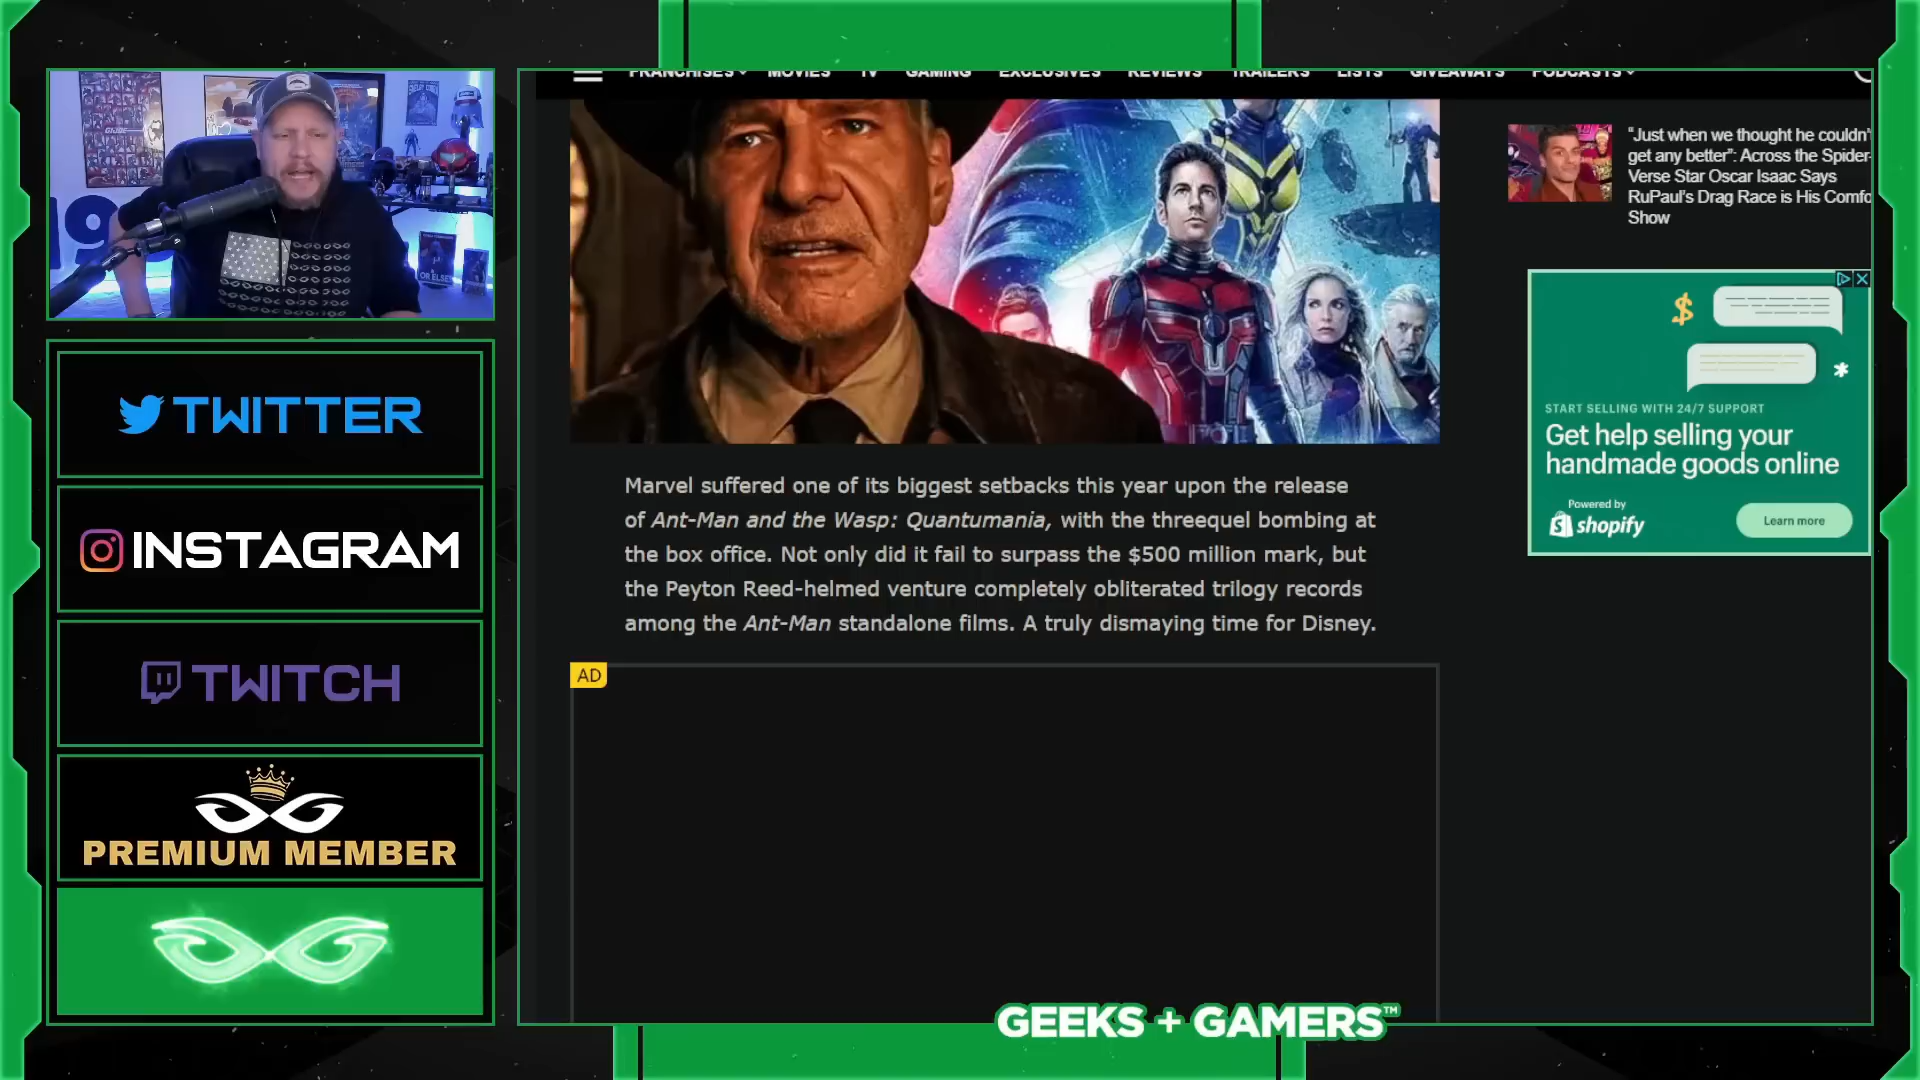 FRANCHISES MOVIES TV GAMING EXCLUSIVES REVIEWS TRAILERS LISTS GIVEAWAYS PODCASTS
"Just when we thought he couldn't
get any better": Across the Spider-
Verse Star Oscar Isaac Says
RuPaul's Drag Race is His Comfo
Show
START SELLING WITH 24/7 SUPPORT
Get help selling your
handmade goods online
Powered by
shopify
Learn more
Marvel suffered one of its biggest setbacks this year upon the release
of Ant-Man and the Wasp: Quantumania, with the threequel bombing at
the box office. Not only did it fail to surpass the $500 million mark, but
the Peyton Reed-helmed venture completely obliterated trilogy records
among the Ant-Man standalone films. A truly dismaying time for Disney.
AD
TWITTER
INSTAGRAM
TWITCH
PREMIUM MEMBER
GEEKS + GAMERS™
OR ELSE